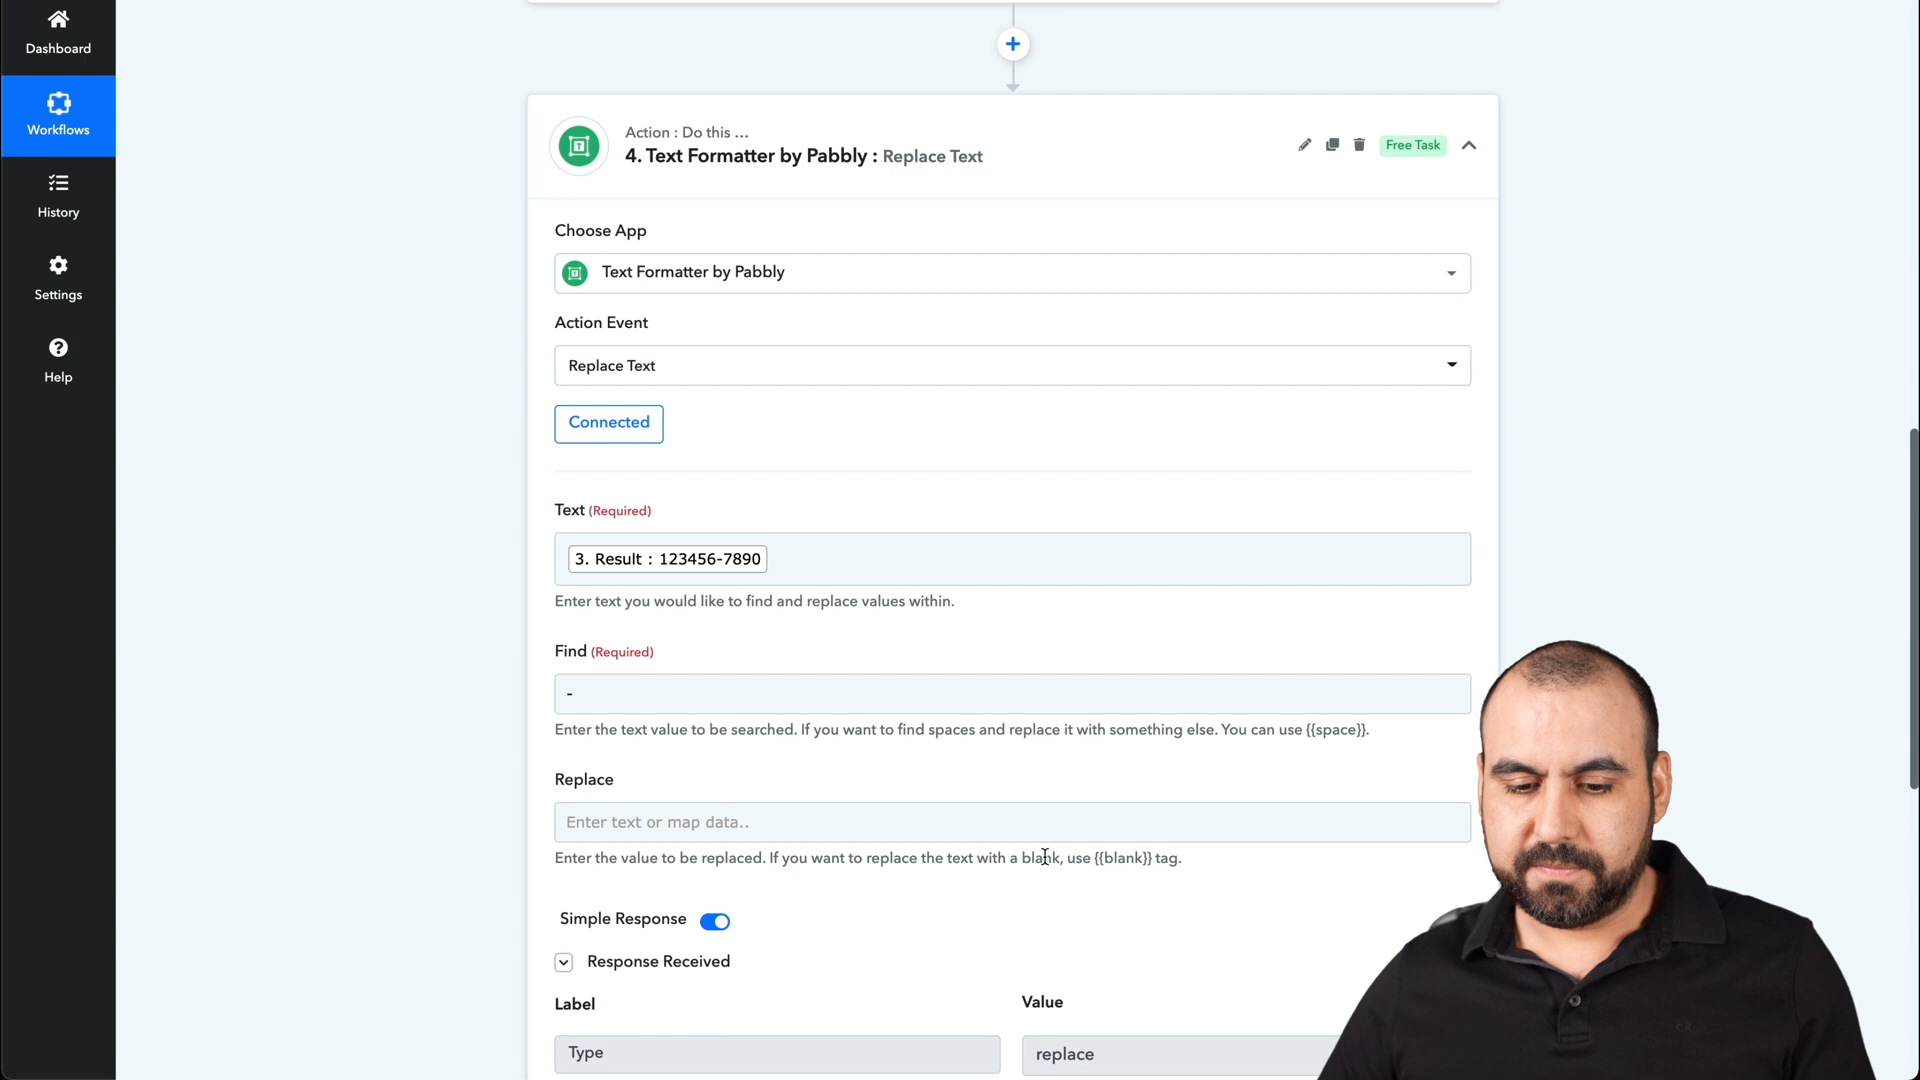 Dashboard
Workflows
History
Settings
Help
Action : Do this ...
4. Text Formatter by Pabbly : Replace Text
Free Task
Choose App
Text Formatter by Pabbly
Action Event
Replace Text
Connected
Text (Required)
3. Result : 123456-7890
Enter text you would like to find and replace values within.
Find (Required)
-
Enter the text value to be searched. If you want to find spaces and replace it with something else. You can use {{space}}.
Replace
Enter text or map data..
Enter the value to be replaced. If you want to replace the text with a blank, use {{blank}} tag.
Simple Response
Response Received
Label Value
Type replace